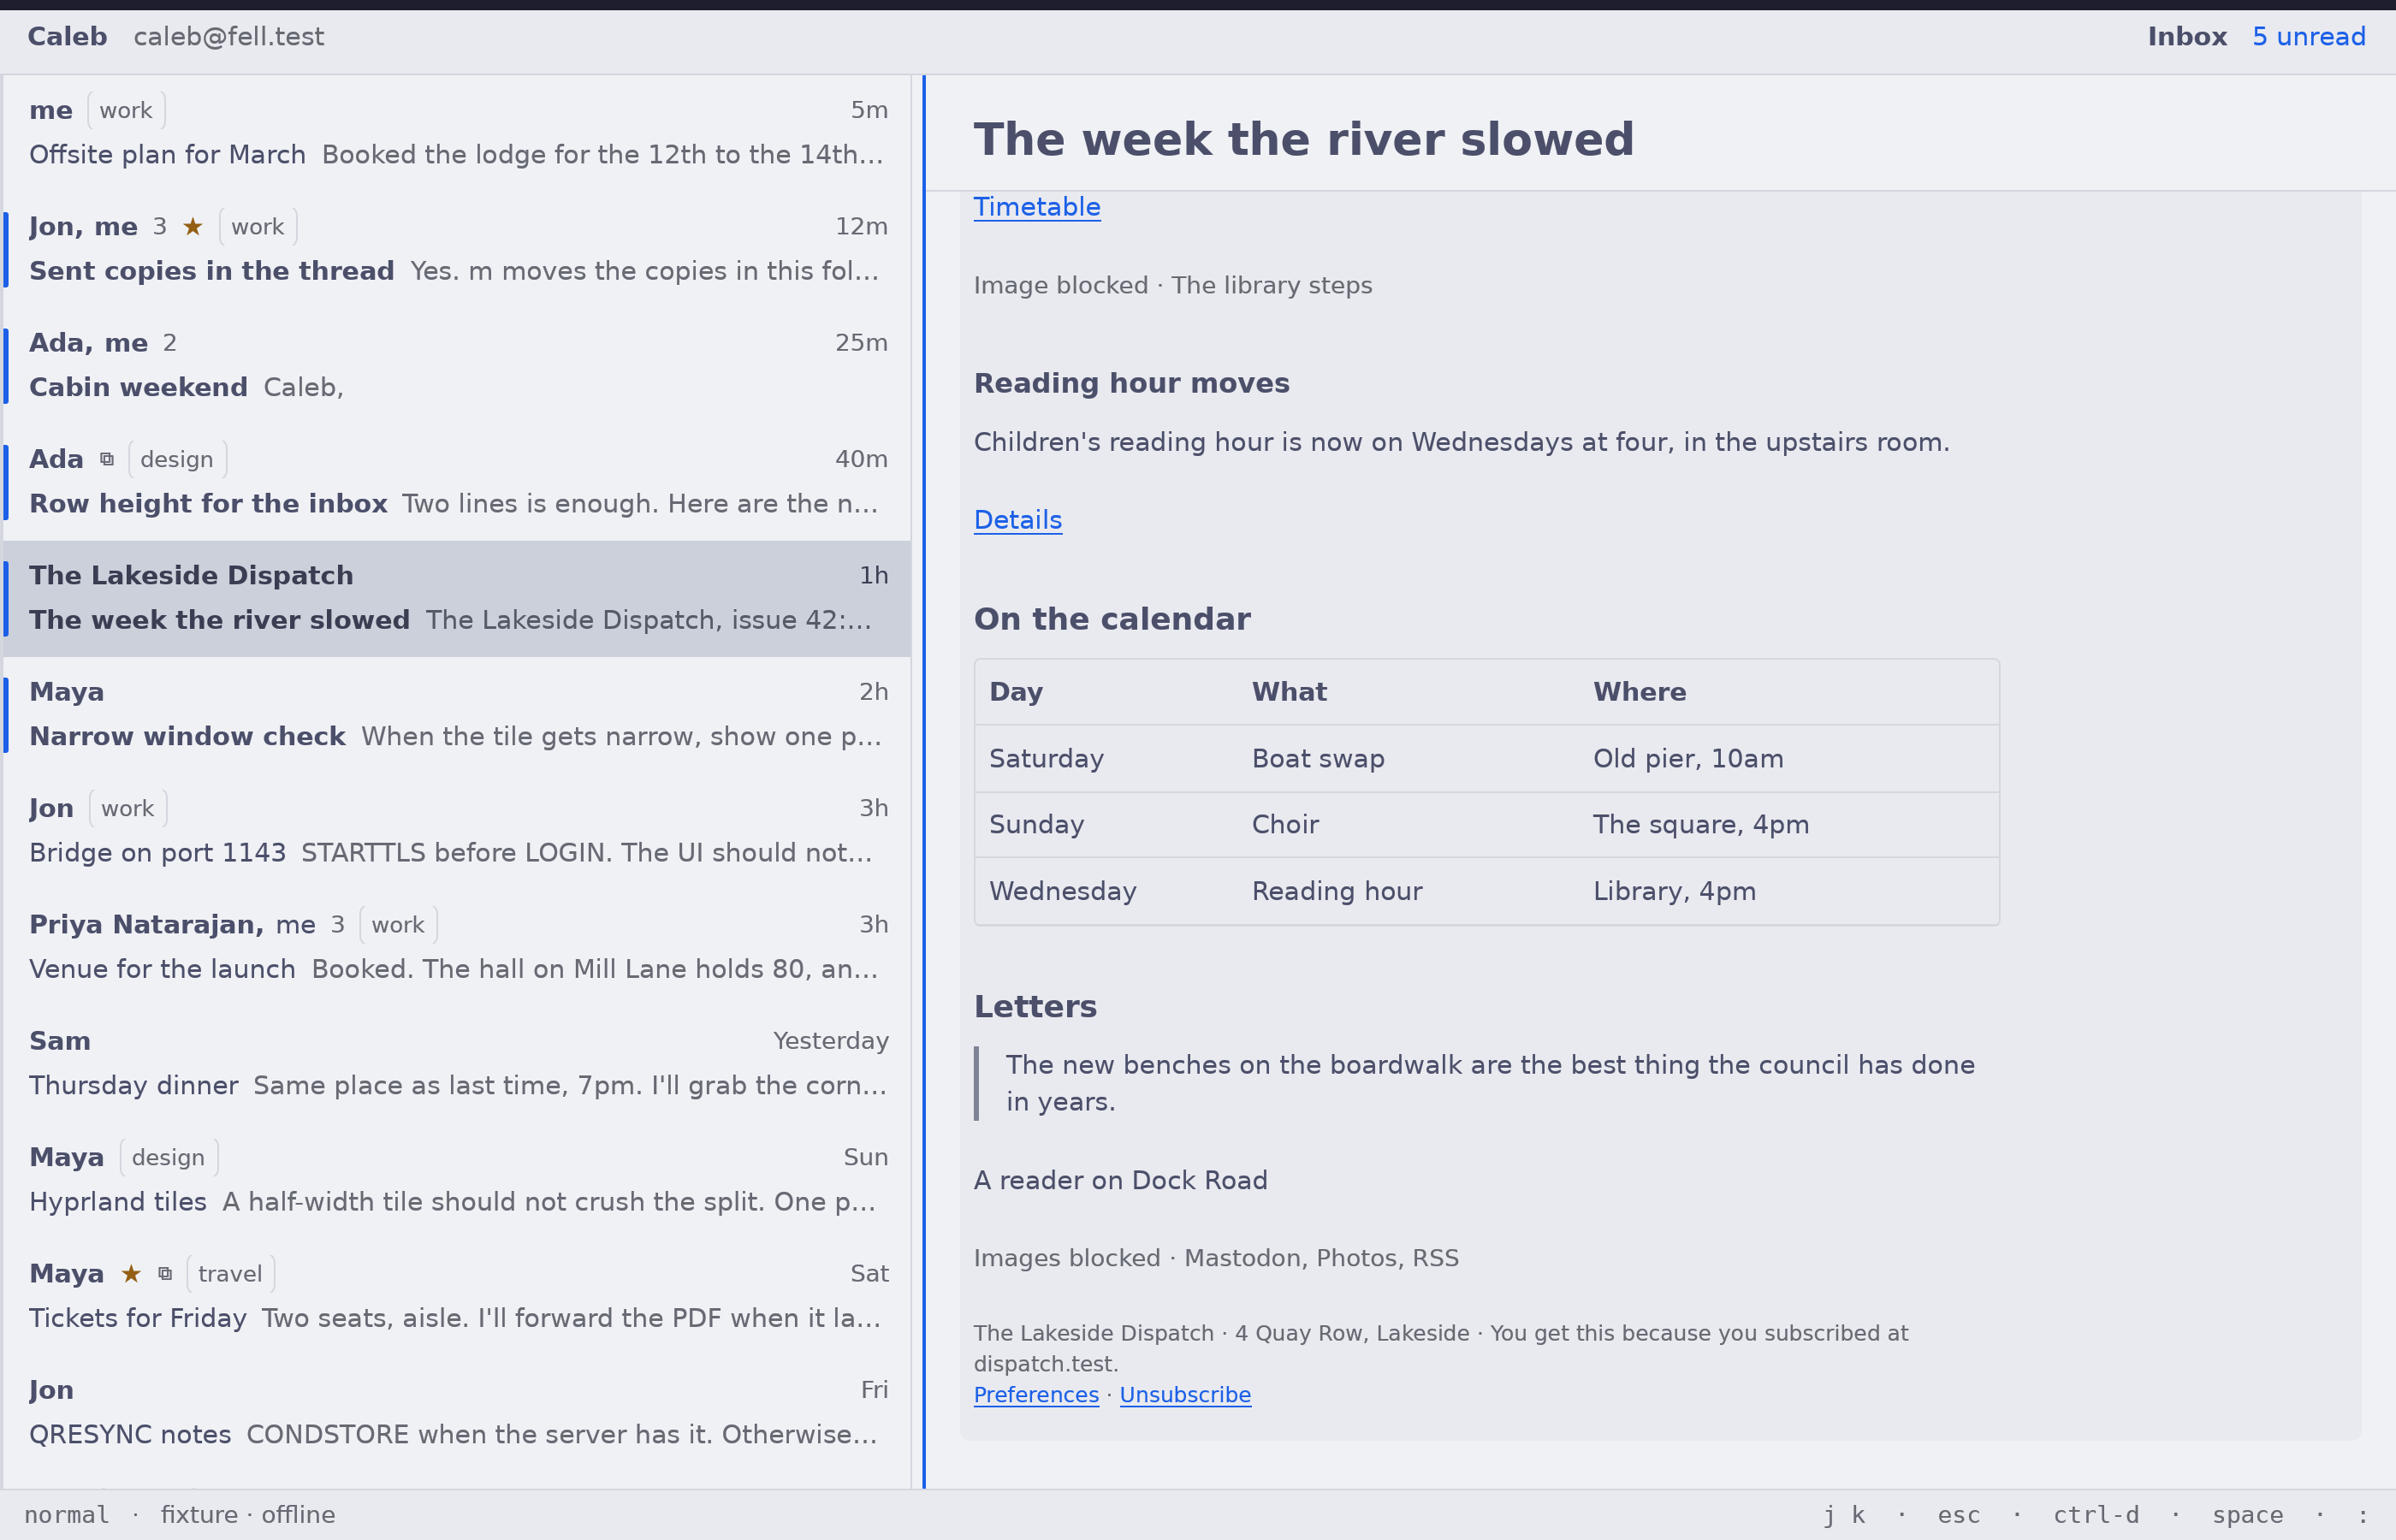 Caleb caleb@fell.test
Inbox 5 unread
me work 5m
Offsite plan for March Booked the lodge for the 12th to the 14th…
Jon, me 3 ★ work 12m
Sent copies in the thread Yes. m moves the copies in this fol…
Ada, me 2 25m
Cabin weekend Caleb,
Ada design 40m
Row height for the inbox Two lines is enough. Here are the n…
The Lakeside Dispatch 1h
The week the river slowed The Lakeside Dispatch, issue 42:…
Maya 2h
Narrow window check When the tile gets narrow, show one p…
Jon work 3h
Bridge on port 1143 STARTTLS before LOGIN. The UI should not…
Priya Natarajan, me 3 work 3h
Venue for the launch Booked. The hall on Mill Lane holds 80, an…
Sam Yesterday
Thursday dinner Same place as last time, 7pm. I'll grab the corn…
Maya design Sun
Hyprland tiles A half-width tile should not crush the split. One p…
Maya ★ travel Sat
Tickets for Friday Two seats, aisle. I'll forward the PDF when it la…
Jon Fri
QRESYNC notes CONDSTORE when the server has it. Otherwise…
The week the river slowed
Timetable
Image blocked · The library steps
Reading hour moves
Children's reading hour is now on Wednesdays at four, in the upstairs room.
Details
On the calendar
Day What Where
Saturday Boat swap Old pier, 10am
Sunday Choir The square, 4pm
Wednesday Reading hour Library, 4pm
Letters
The new benches on the boardwalk are the best thing the council has done
in years.
A reader on Dock Road
Images blocked · Mastodon, Photos, RSS
The Lakeside Dispatch · 4 Quay Row, Lakeside · You get this because you subscribed at
dispatch.test.
Preferences · Unsubscribe
normal · fixture · offline
j k · esc · ctrl-d · space · :